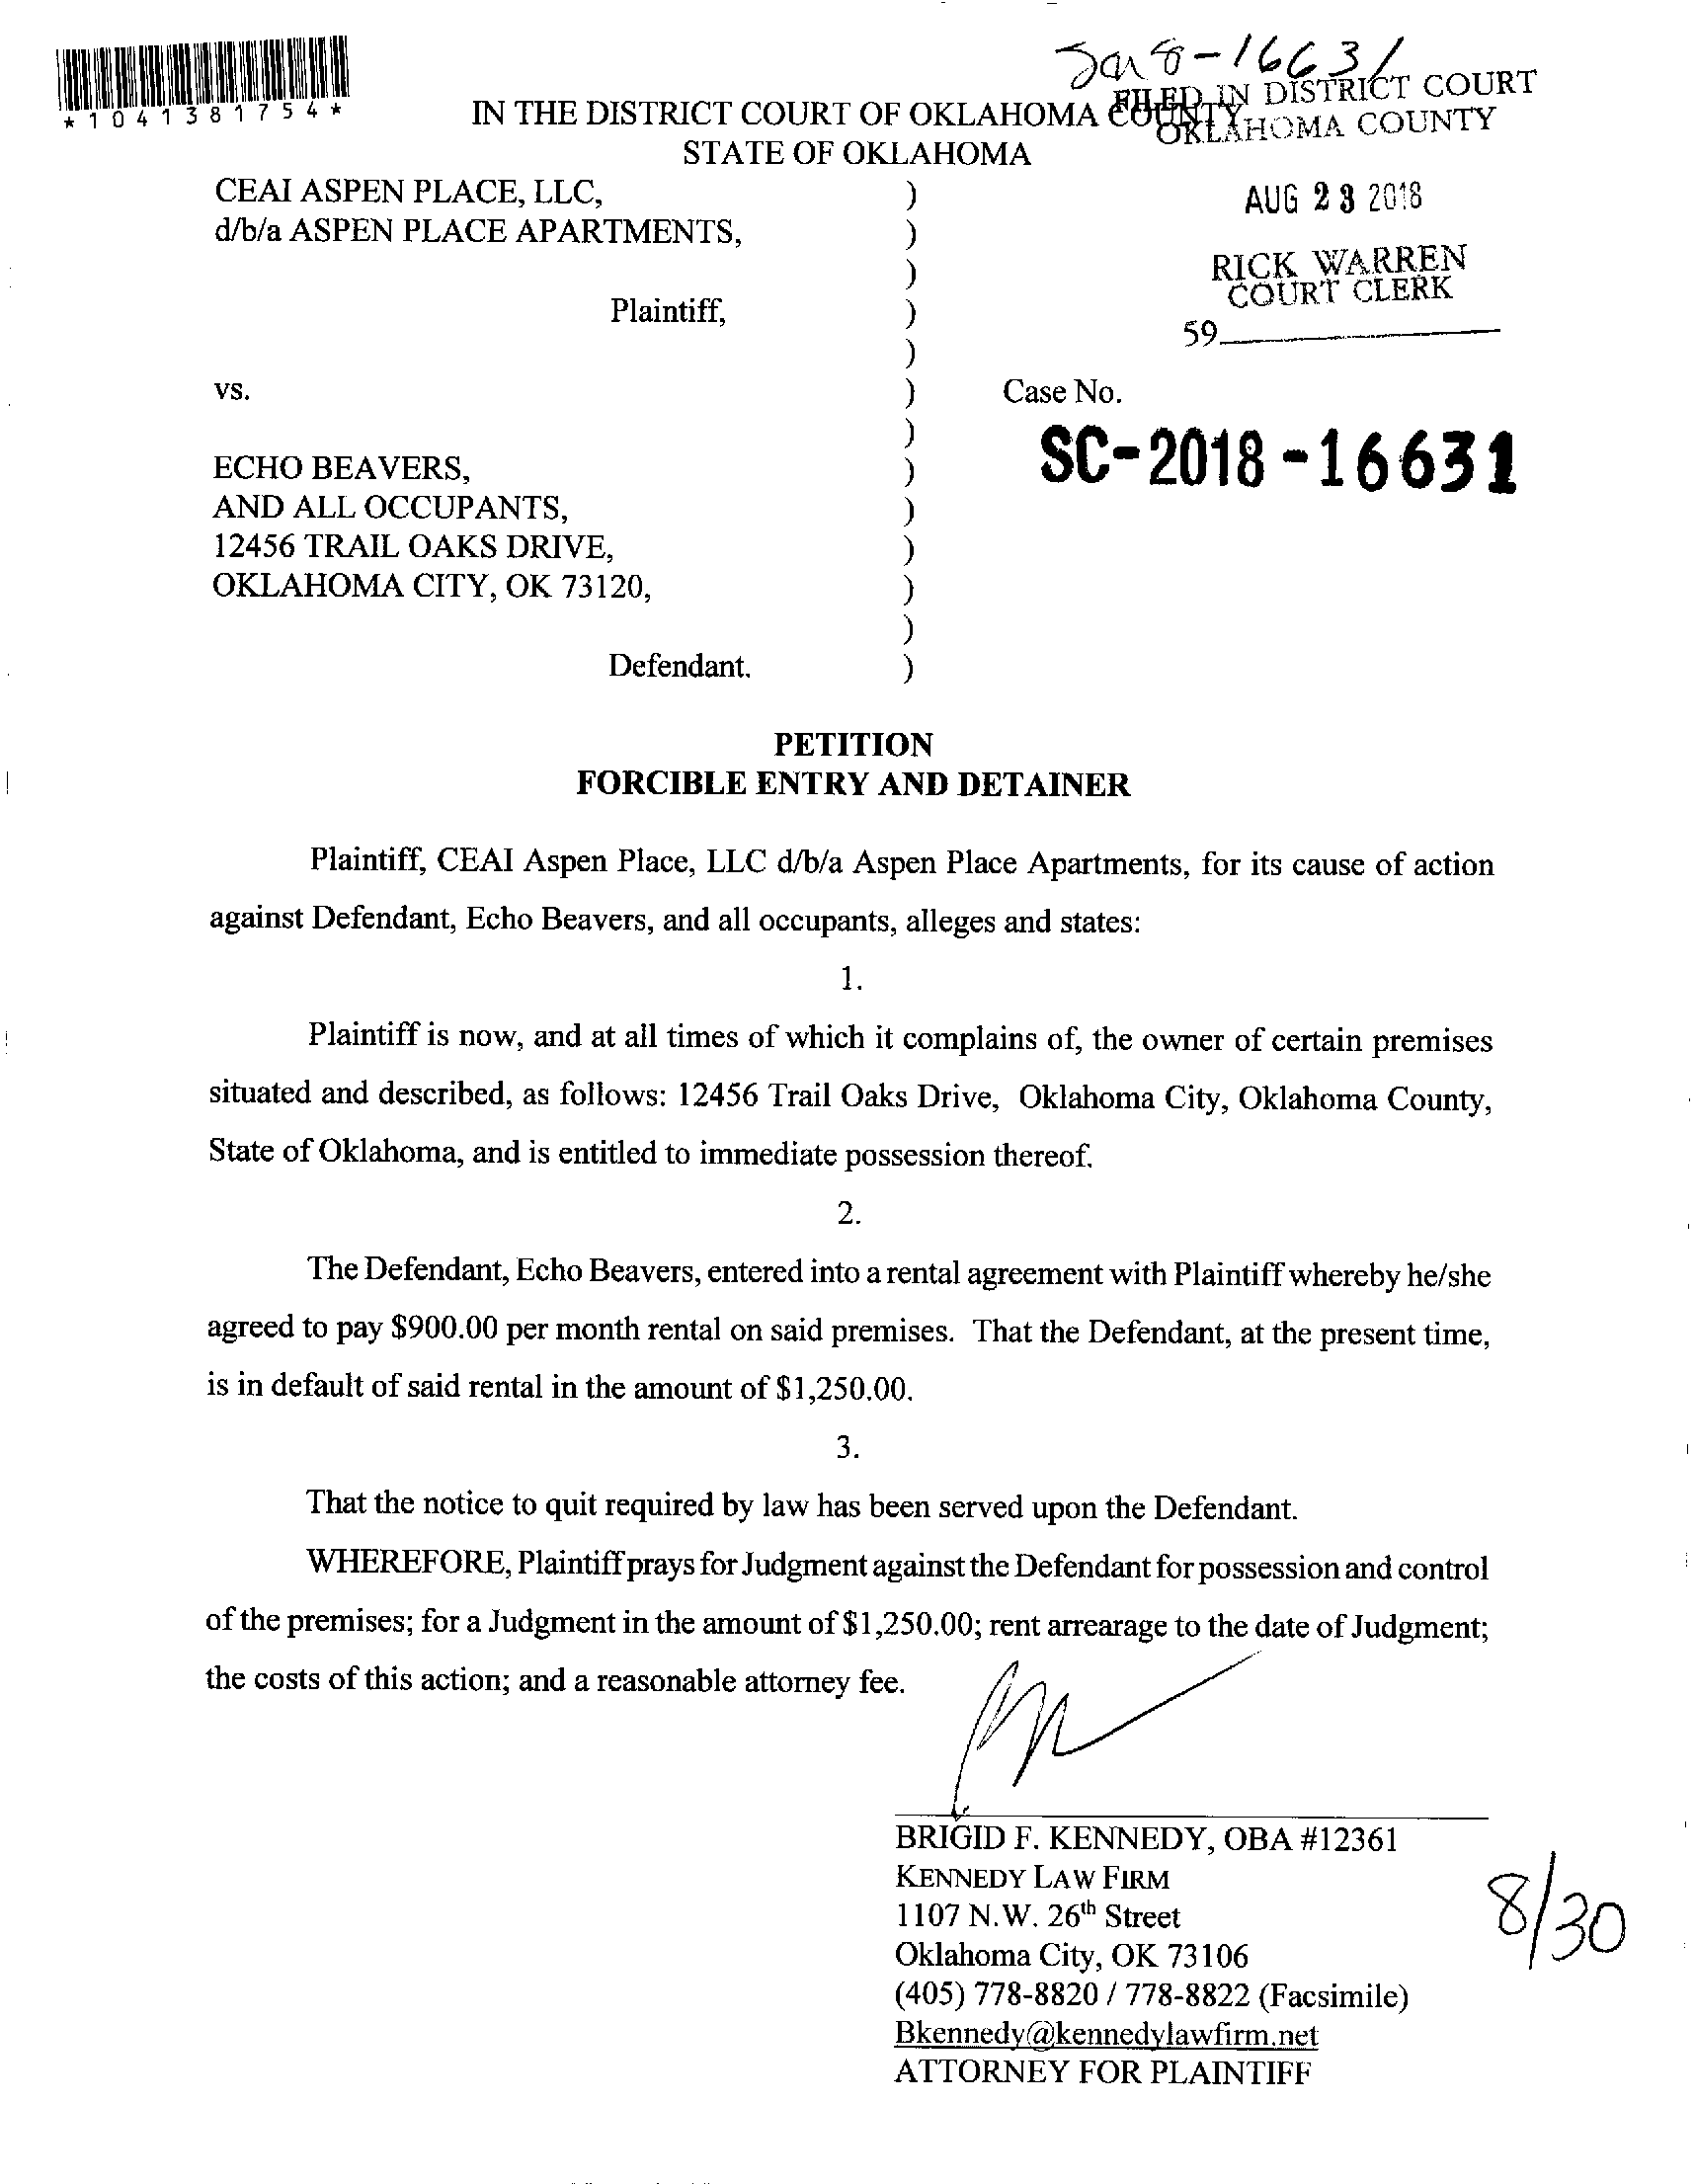 *1041381754*
FILED IN DISTRICT COURT
OKLAHOMA COUNTY
IN THE DISTRICT COURT OF OKLAHOMA COUNTY
STATE OF OKLAHOMA
AUG 23 2018
RICK WARREN
COURT CLERK
59
CEAI ASPEN PLACE, LLC, )
d/b/a ASPEN PLACE APARTMENTS, )
)
Plaintiff, )
)
vs. ) Case No.
) SC-2018-16631
ECHO BEAVERS, )
AND ALL OCCUPANTS, )
12456 TRAIL OAKS DRIVE, )
OKLAHOMA CITY, OK 73120, )
)
Defendant. )
PETITION
FORCIBLE ENTRY AND DETAINER
Plaintiff, CEAI Aspen Place, LLC d/b/a Aspen Place Apartments, for its cause of action
against Defendant, Echo Beavers, and all occupants, alleges and states:
1.
Plaintiff is now, and at all times of which it complains of, the owner of certain premises
situated and described, as follows: 12456 Trail Oaks Drive, Oklahoma City, Oklahoma County,
State of Oklahoma, and is entitled to immediate possession thereof.
2.
The Defendant, Echo Beavers, entered into a rental agreement with Plaintiff whereby he/she
agreed to pay $900.00 per month rental on said premises. That the Defendant, at the present time,
is in default of said rental in the amount of $1,250.00.
3.
That the notice to quit required by law has been served upon the Defendant.
WHEREFORE, Plaintiff prays for Judgment against the Defendant for possession and control
of the premises; for a Judgment in the amount of $1,250.00; rent arrearage to the date of Judgment;
the costs of this action; and a reasonable attorney fee.
BRIGID F. KENNEDY, OBA #12361
KENNEDY LAW FIRM
1107 N.W. 26th Street
Oklahoma City, OK 73106
(405) 778-8820 / 778-8822 (Facsimile)
Bkennedy@kennedylawfirm.net
ATTORNEY FOR PLAINTIFF
8/30